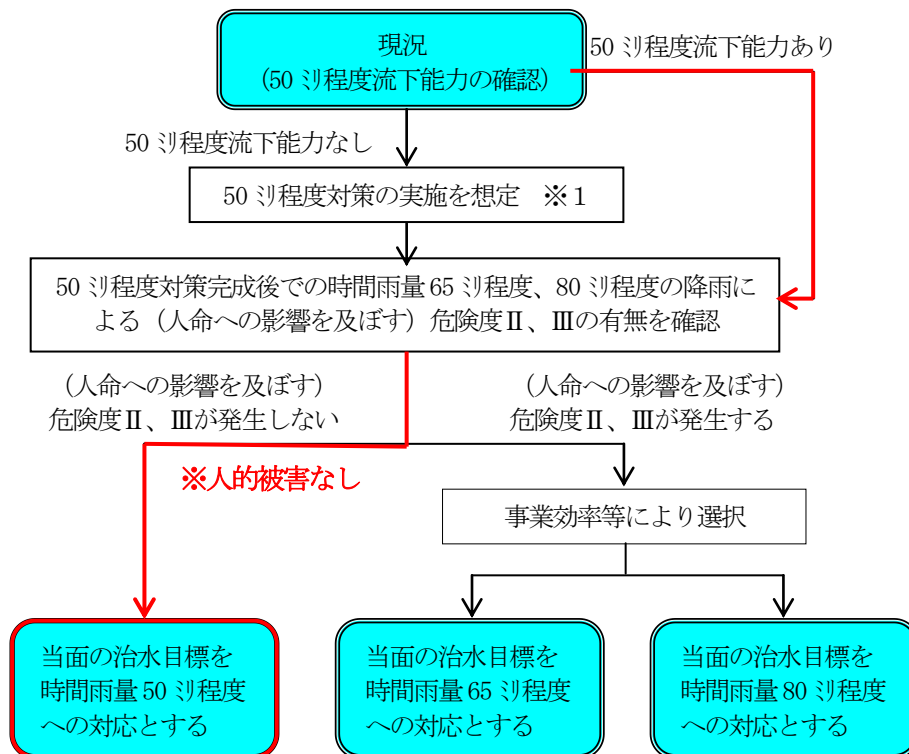 現況
(50ミリ程度流下能力の確認)
50ミリ程度流下能力あり
50ミリ程度流下能力なし
50ミリ程度対策の実施を想定　※１
50ミリ程度対策完成後での時間雨量65ミリ程度、80ミリ程度の降雨に
よる（人命への影響を及ぼす）危険度Ⅱ、Ⅲの有無を確認
（人命への影響を及ぼす）
危険度Ⅱ、Ⅲが発生しない
（人命への影響を及ぼす）
危険度Ⅱ、Ⅲが発生する
※人的被害なし
事業効率等により選択
当面の治水目標を
時間雨量50ミリ程度
への対応とする
当面の治水目標を
時間雨量65ミリ程度
への対応とする
当面の治水目標を
時間雨量80ミリ程度
への対応とする